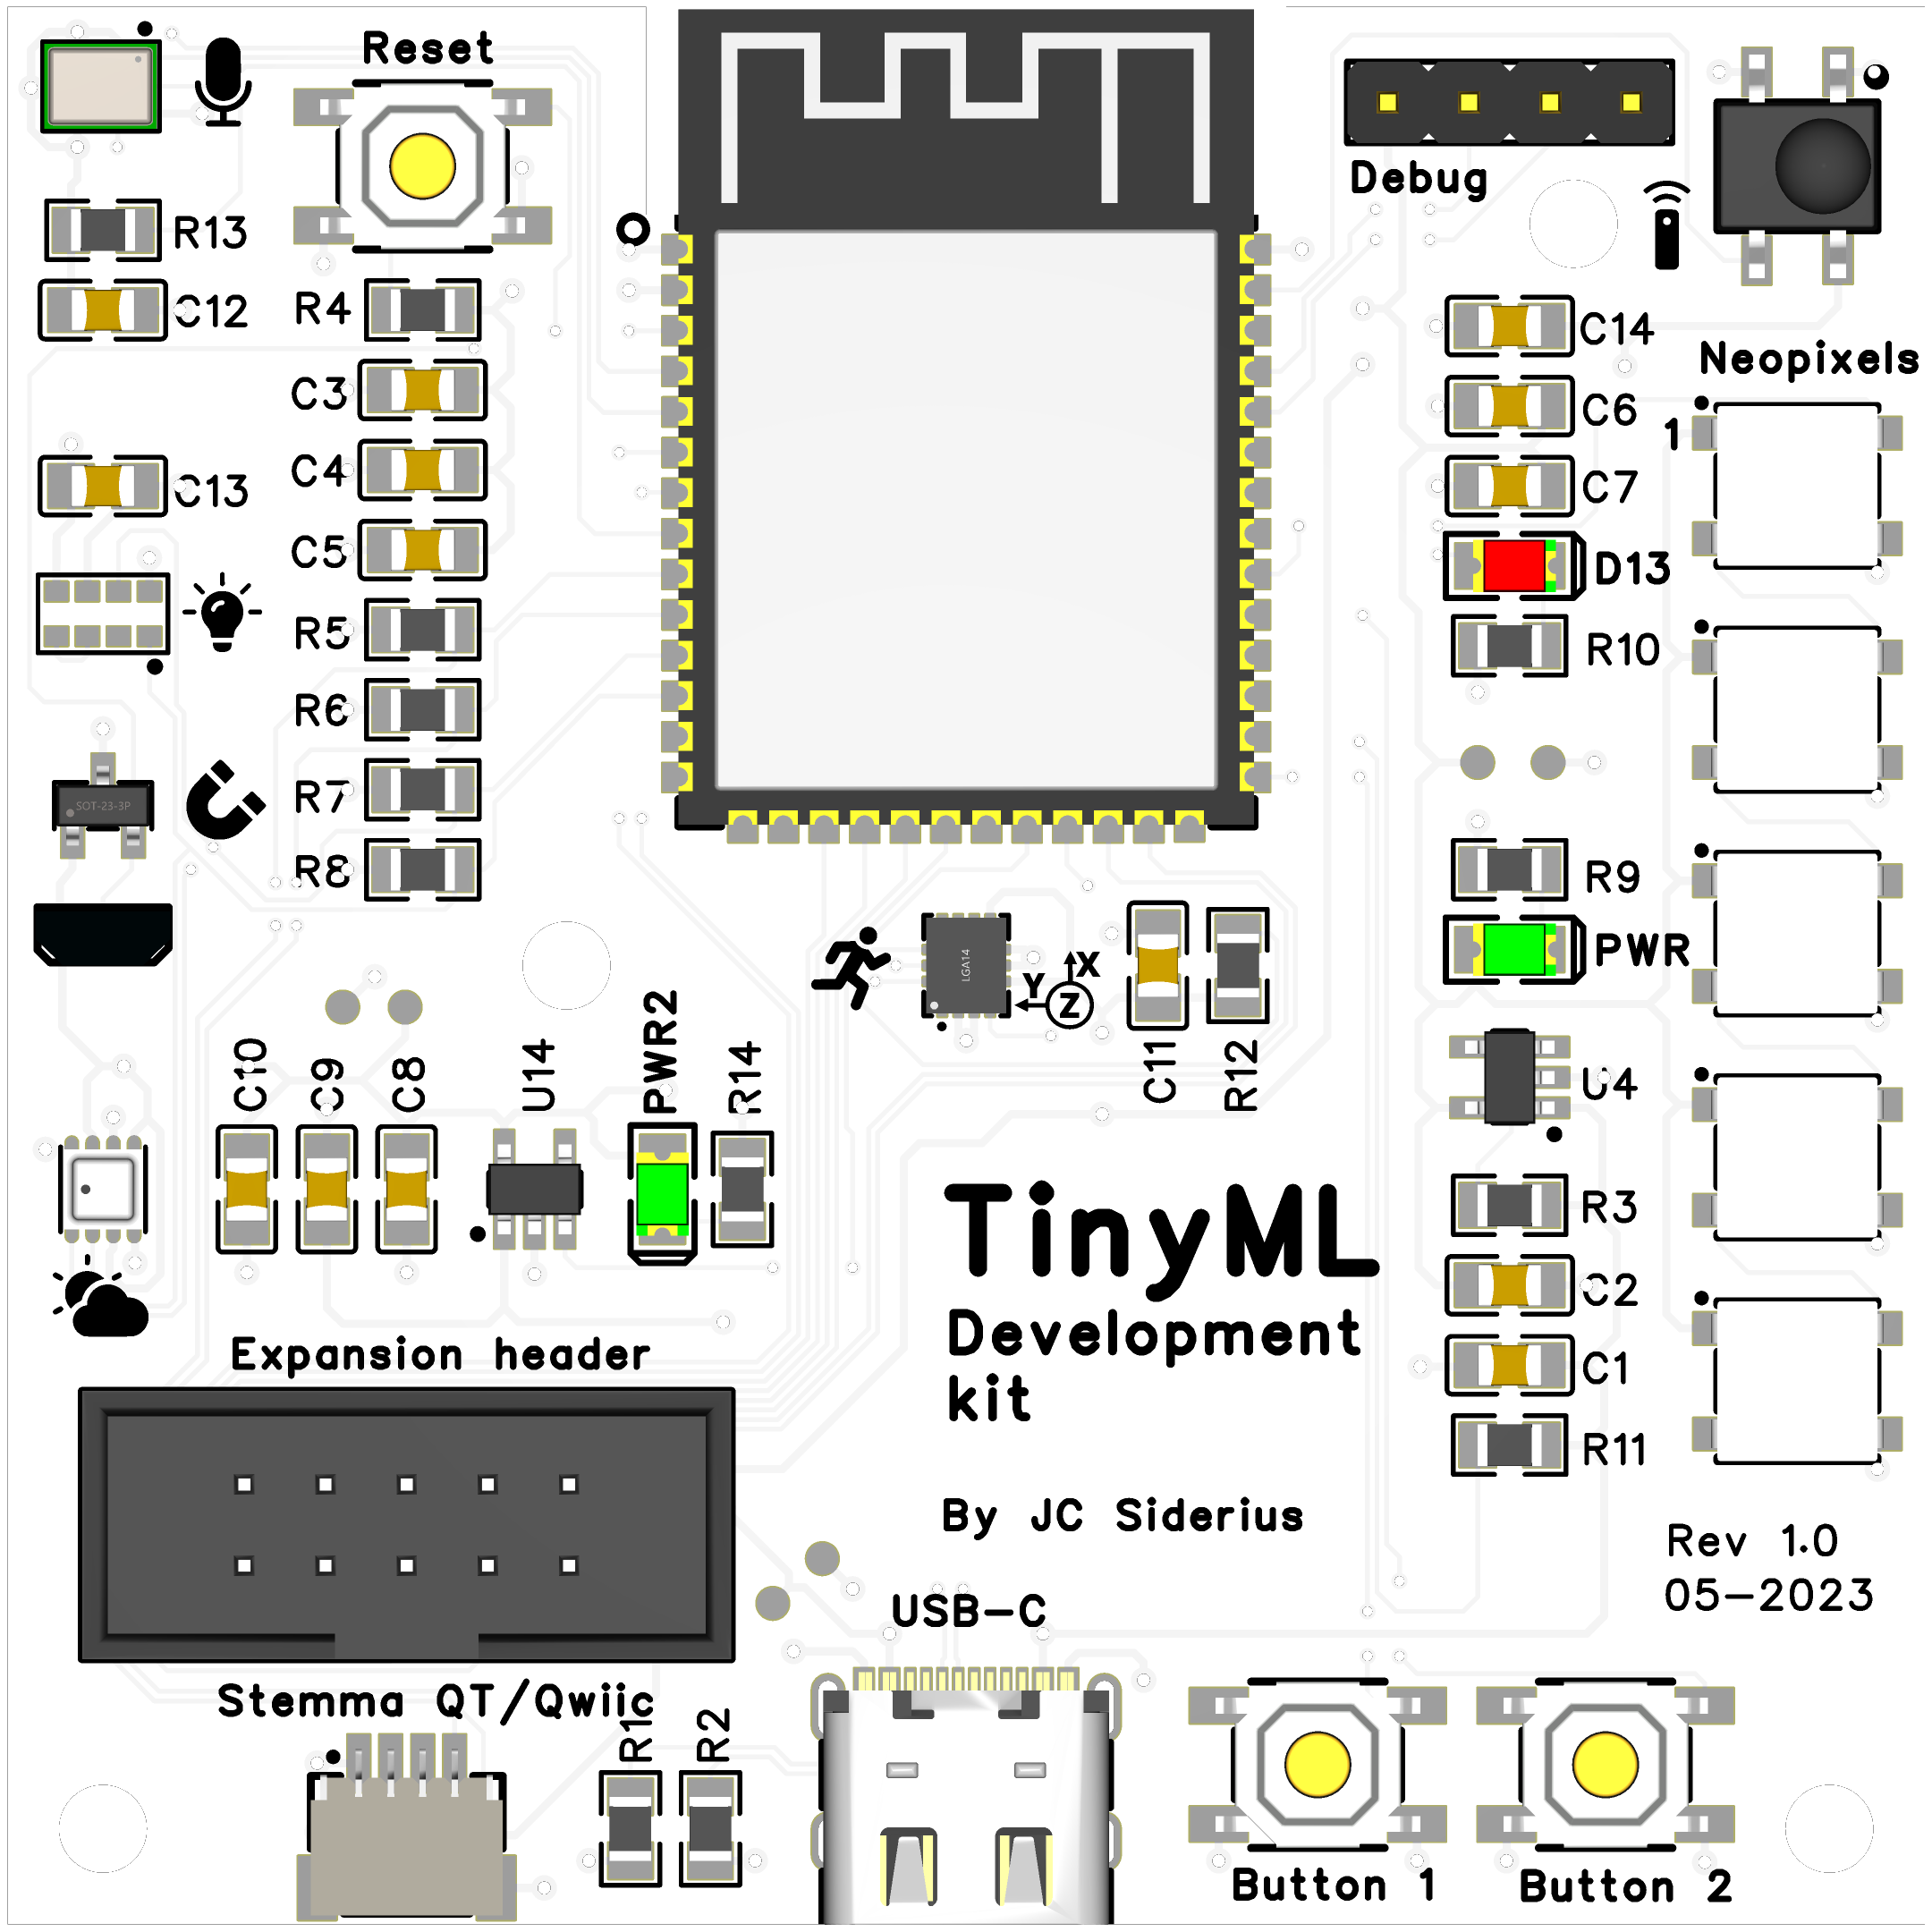 Reset
Debug
R13
C12
R4
C3
C4
C13
C5
R5
R6
R7
R8
SOT-23-3P
C14
Neopixels
1
C6
C7
D13
R10
R9
PWR
LGA14
X
Y
Z
C11
R12
C10
C9
C8
U14
PWR2
R14
U4
R3
C2
C1
R11
TinyML
Development
kit
By JC Siderius
Rev 1.0
05-2023
Expansion header
Stemma QT/Qwiic
R1
R2
USB-C
Button 1
Button 2